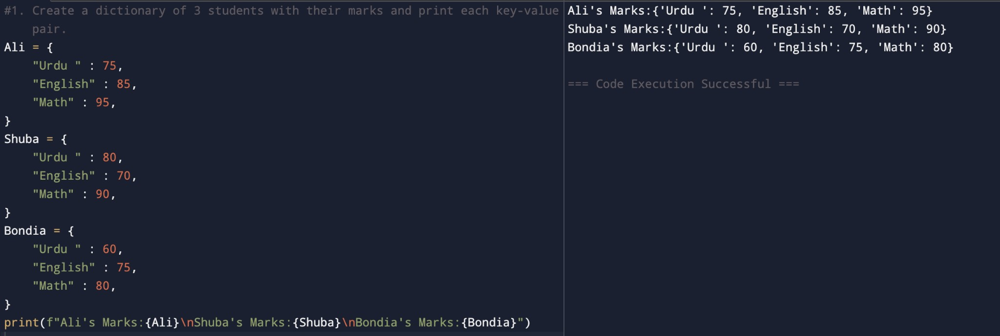 #1. Create a dictionary of 3 students with their marks and print each key-value
    pair.
Ali = {
    "Urdu " : 75,
    "English" : 85,
    "Math" : 95,
}
Shuba = {
    "Urdu " : 80,
    "English" : 70,
    "Math" : 90,
}
Bondia = {
    "Urdu " : 60,
    "English" : 75,
    "Math" : 80,
}
print(f"Ali's Marks:{Ali}\nShuba's Marks:{Shuba}\nBondia's Marks:{Bondia}")
Ali's Marks:{'Urdu ': 75, 'English': 85, 'Math': 95}
Shuba's Marks:{'Urdu ': 80, 'English': 70, 'Math': 90}
Bondia's Marks:{'Urdu ': 60, 'English': 75, 'Math': 80}
=== Code Execution Successful ===